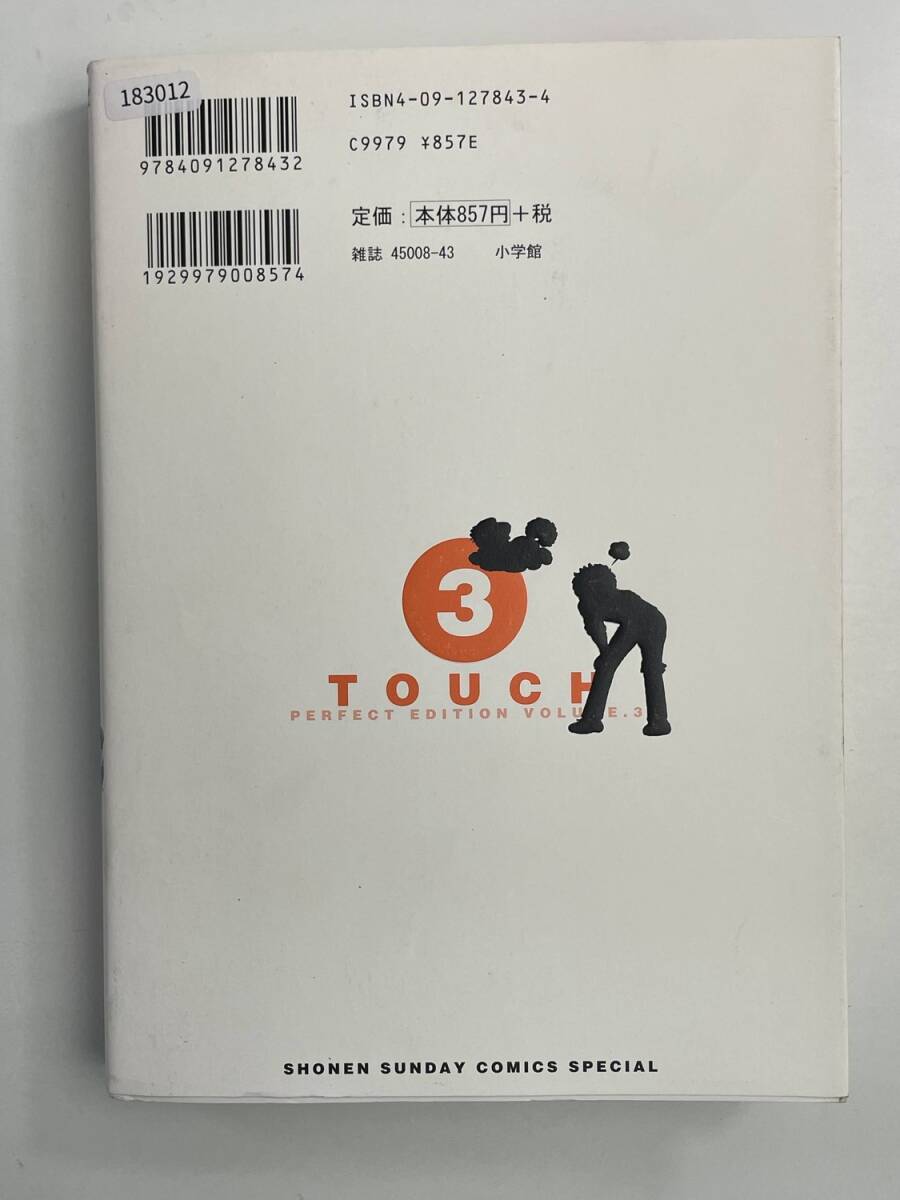 183012
ISBN4-09-127843-4
C9979 ¥857E
9784091278432
定価：本体857円＋税
雑誌 45008-43 小学館
1929979008574
3
TOUCH
PERFECT EDITION VOLUME.3
SHONEN SUNDAY COMICS SPECIAL